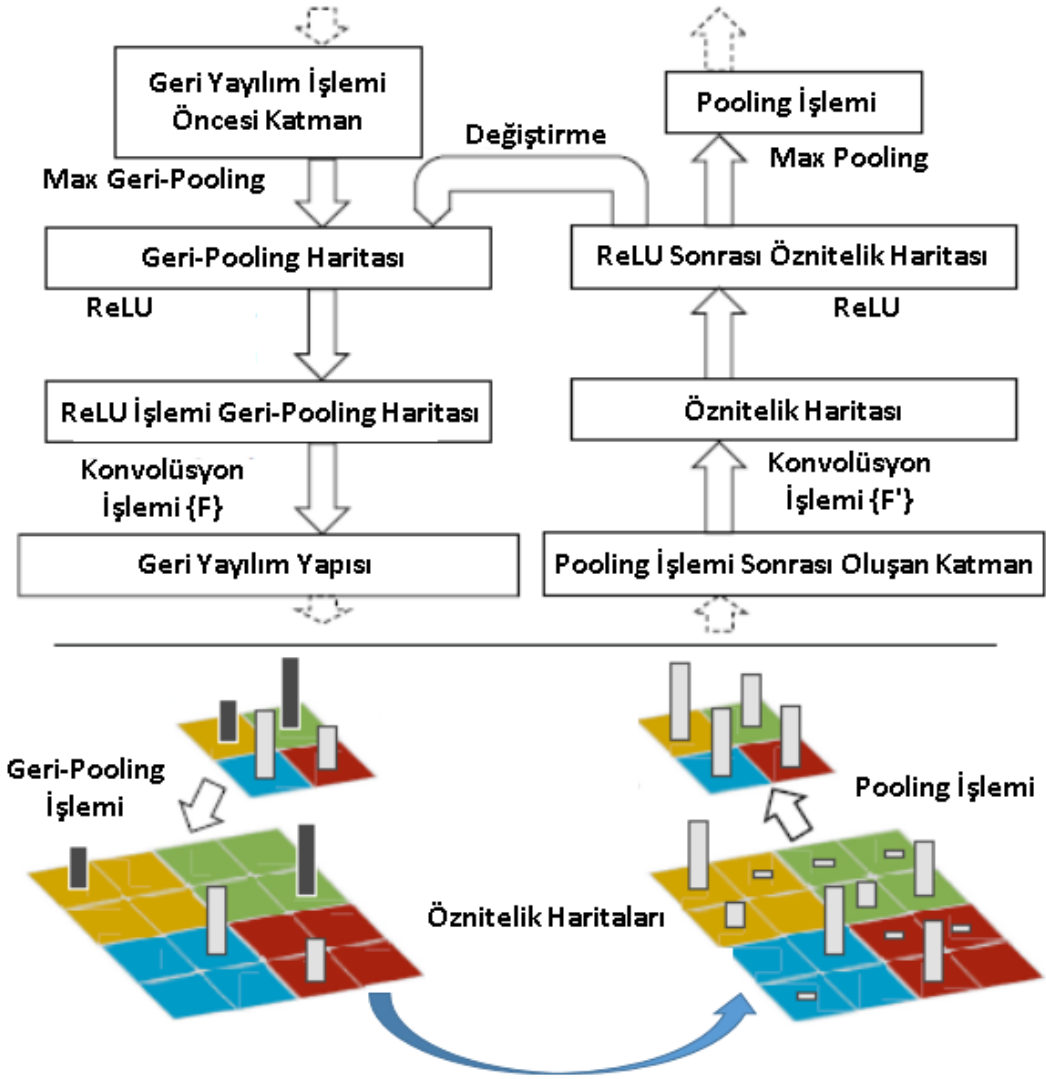 Geri Yayılım İşlemi
Öncesi Katman
Max Geri-Pooling
Geri-Pooling Haritası
ReLU
ReLU İşlemi Geri-Pooling Haritası
Konvolüsyon
İşlemi {F}
Geri Yayılım Yapısı
Değiştirme
Pooling İşlemi
Max Pooling
ReLU Sonrası Öznitelik Haritası
ReLU
Öznitelik Haritası
Konvolüsyon
İşlemi {F'}
Pooling İşlemi Sonrası Oluşan Katman
Geri-Pooling
İşlemi
Pooling İşlemi
Öznitelik Haritaları